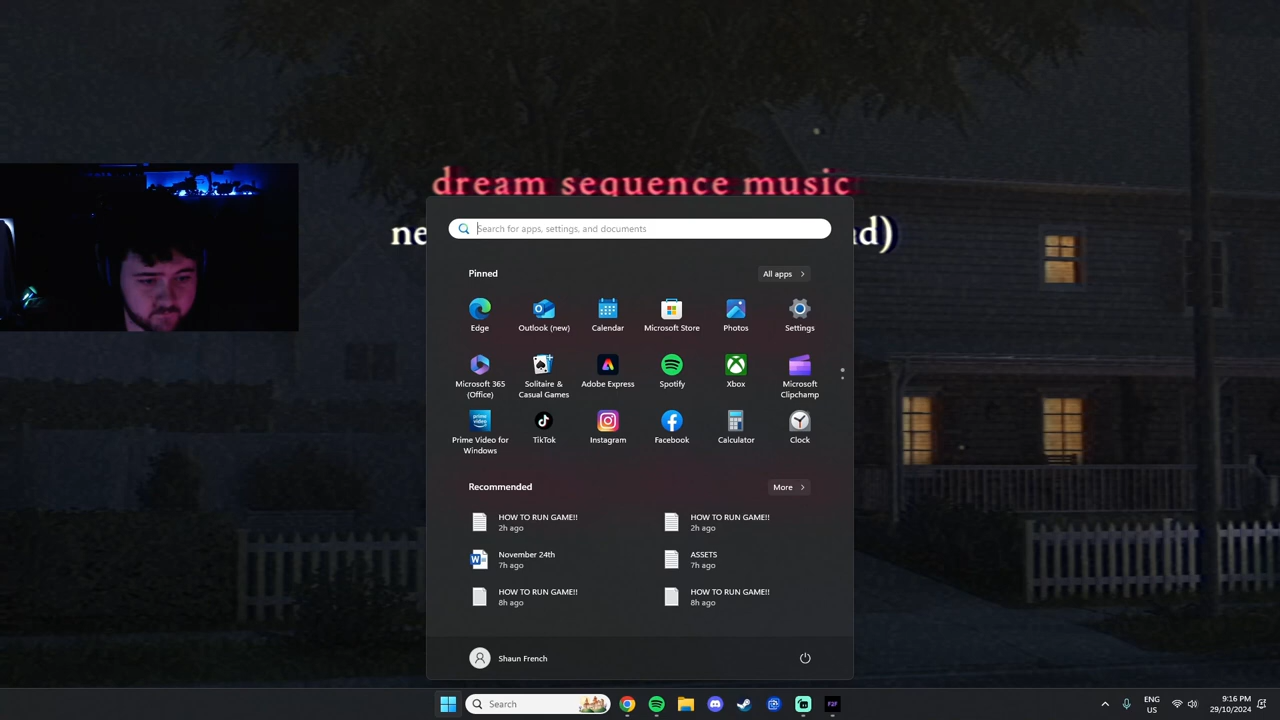 dream sequence music
ne
nd)
Search for apps, settings, and documents
Pinned
All apps
Edge
Outlook (new)
Calendar
Microsoft Store
Photos
Settings
Microsoft 365
(Office)
Solitaire &
Casual Games
Adobe Express
Spotify
Xbox
Microsoft
Clipchamp
Prime Video for
Windows
TikTok
Instagram
Facebook
Calculator
Clock
Recommended
More
HOW TO RUN GAME!!
2h ago
HOW TO RUN GAME!!
2h ago
November 24th
7h ago
ASSETS
7h ago
HOW TO RUN GAME!!
8h ago
HOW TO RUN GAME!!
8h ago
Shaun French
Search
F2F
ENG
US
9:16 PM
29/10/2024